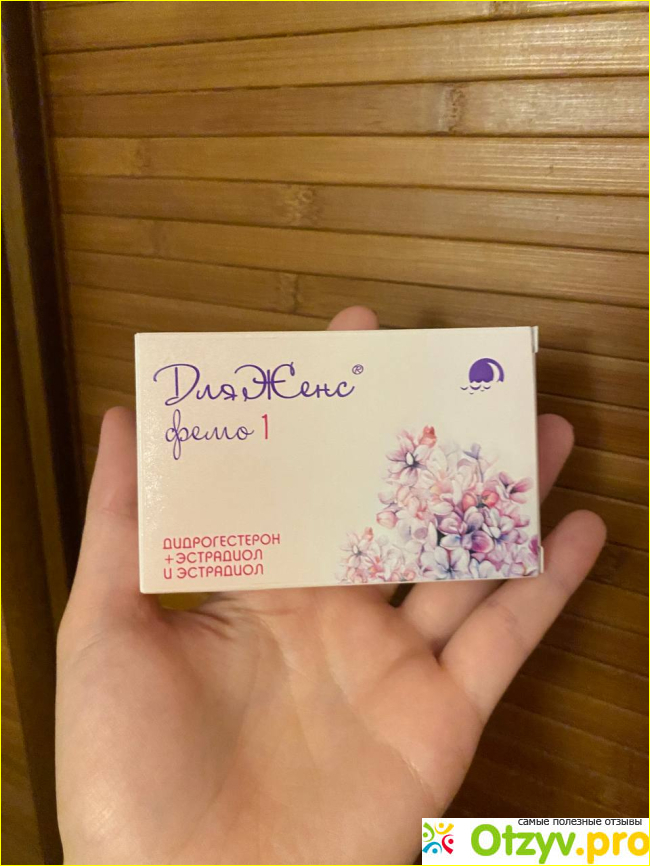 ДляЖенс®
фемо 1
ДИДРОГЕСТЕРОН
+ЭСТРАДИОЛ
И ЭСТРАДИОЛ
самые полезные отзывы
Otzyv.pro